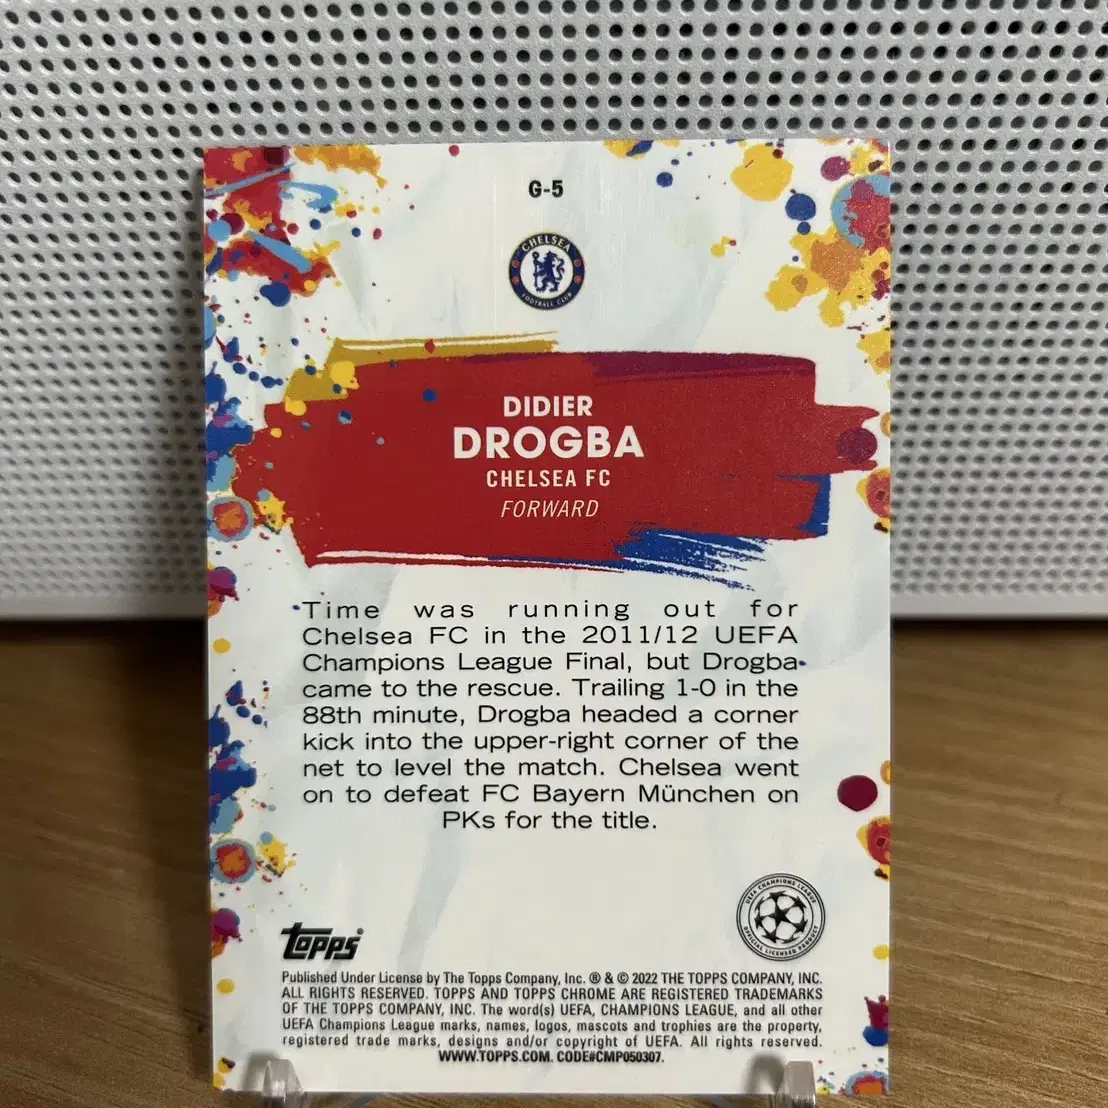 G-5
CHELSEA
FOOTBALL CLUB
DIDIER
DROGBA
CHELSEA FC
FORWARD
Time was running out for
Chelsea FC in the 2011/12 UEFA
Champions League Final, but Drogba
came to the rescue. Trailing 1-0 in the
88th minute, Drogba headed a corner
kick into the upper-right corner of the
net to level the match. Chelsea went
on to defeat FC Bayern München on
PKs for the title.
UEFA CHAMPIONS LEAGUE
OFFICIAL LICENSED PRODUCT
topps®
Published Under License by The Topps Company, Inc. ® & © 2022 THE TOPPS COMPANY, INC.
ALL RIGHTS RESERVED. TOPPS AND TOPPS CHROME ARE REGISTERED TRADEMARKS
OF THE TOPPS COMPANY, INC. The word(s) UEFA, CHAMPIONS LEAGUE, and all other
UEFA Champions League marks, names, logos, mascots and trophies are the property,
registered trade marks, designs and/or copyright of UEFA. All rights reserved.
WWW.TOPPS.COM. CODE#CMP050307.